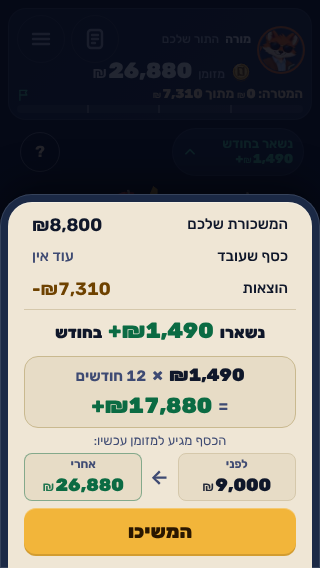 מורה התור שלכם
מזומן 26,880₪
המטרה: 0₪ מתוך 7,310₪
נשאר בחודש
+1,490₪
?
המשכורת שלכם 8,800₪
כסף שעובד עוד אין
הוצאות -7,310₪
נשארו +1,490₪ בחודש
1,490₪ × 12 חודשים
= +17,880₪
הכסף מגיע למזומן עכשיו:
לפני
9,000₪
←
אחרי
26,880₪
המשיכו